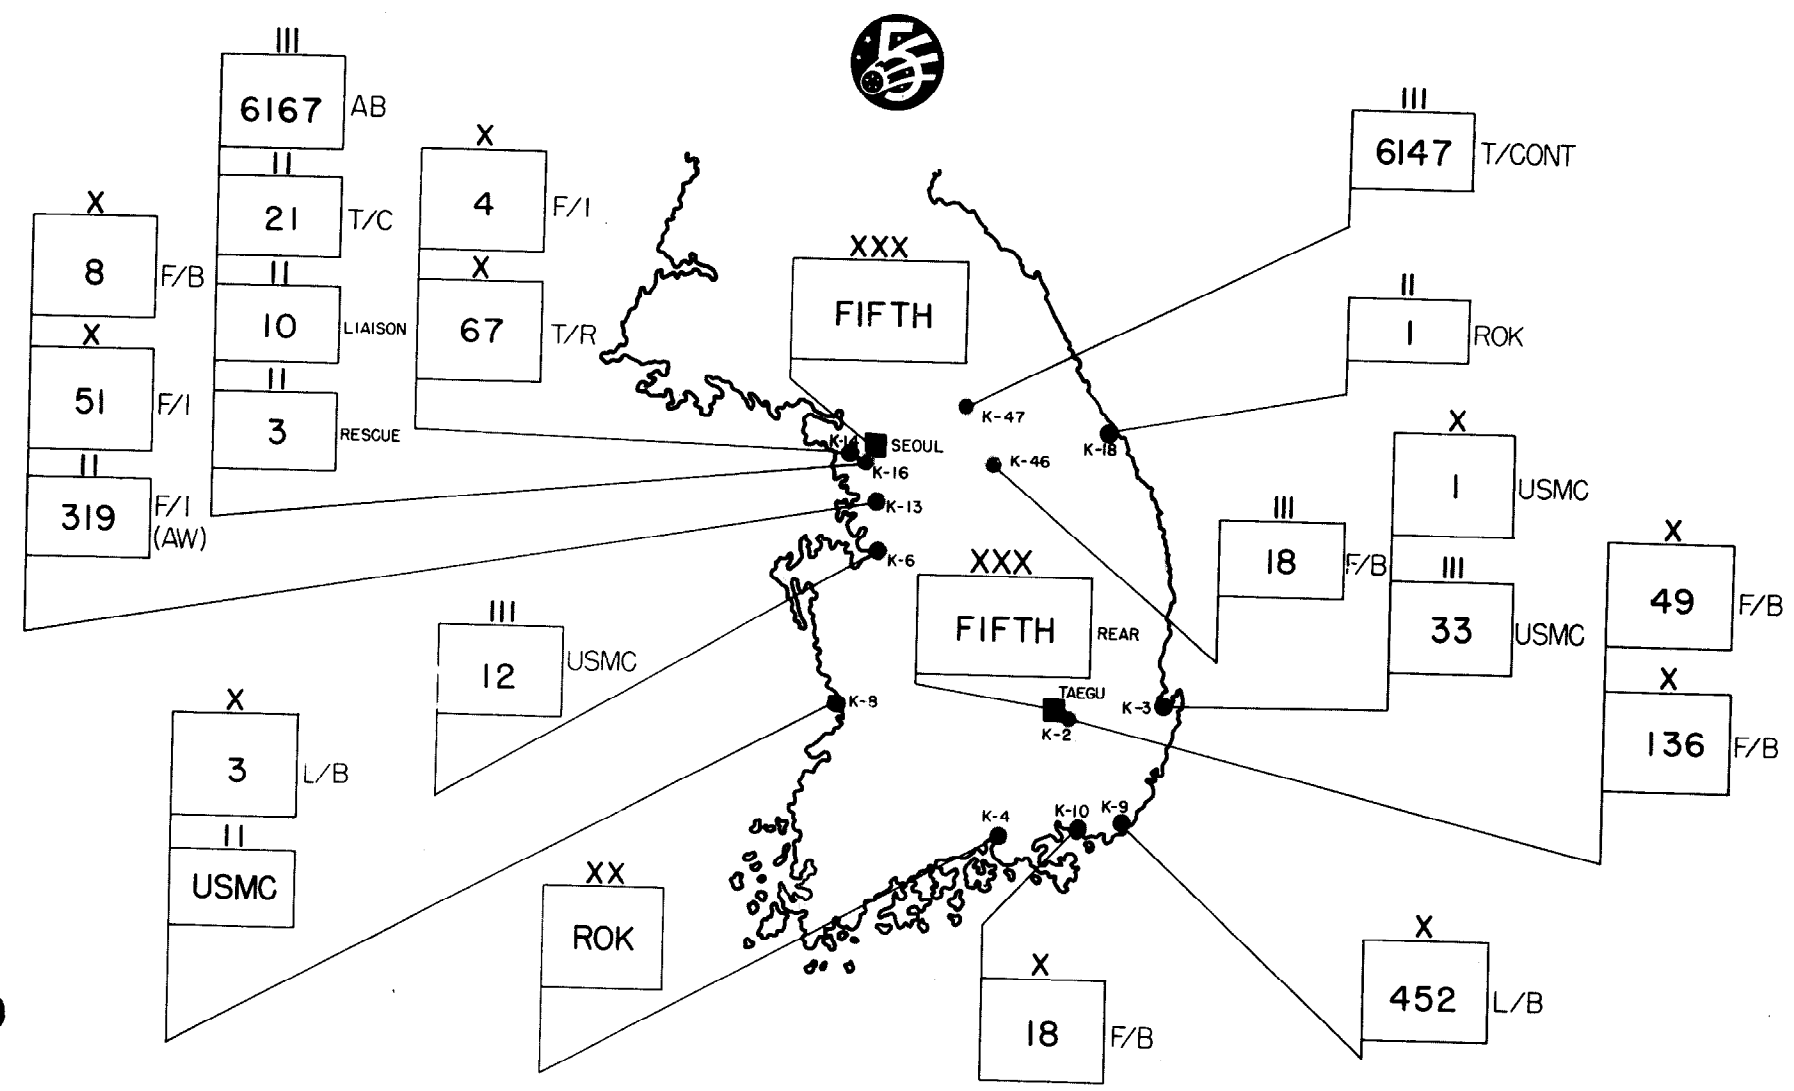 5
III
6167 AB
II
21 T/C
II
10 LIAISON
II
3 RESCUE
X
8 F/B
X
51 F/I
II
319 F/I
(AW)
X
4 F/I
X
67 T/R
XXX
FIFTH
III
6147 T/CONT
II
1 ROK
K-47
K-14
SEOUL
K-16
K-46
K-18
K-13
K-6
X
1 USMC
III
33 USMC
III
18 F/B
X
49 F/B
X
136 F/B
XXX
FIFTH REAR
TAEGU
K-2
K-3
K-8
III
12 USMC
X
3 L/B
II
USMC
XX
ROK
K-4
K-10
K-9
X
18 F/B
X
452 L/B